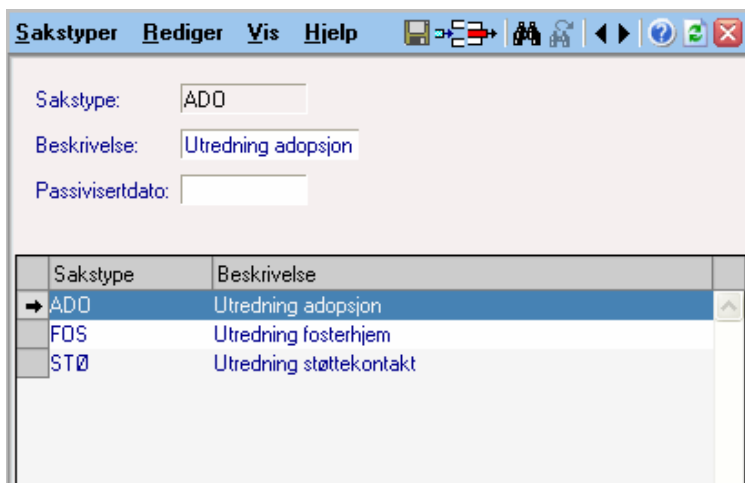 Sakstyper Rediger Vis Hjelp
Sakstype: ADO
Beskrivelse: Utredning adopsjon
Passivisertdato:
Sakstype Beskrivelse
ADO Utredning adopsjon
FOS Utredning fosterhjem
STØ Utredning støttekontakt